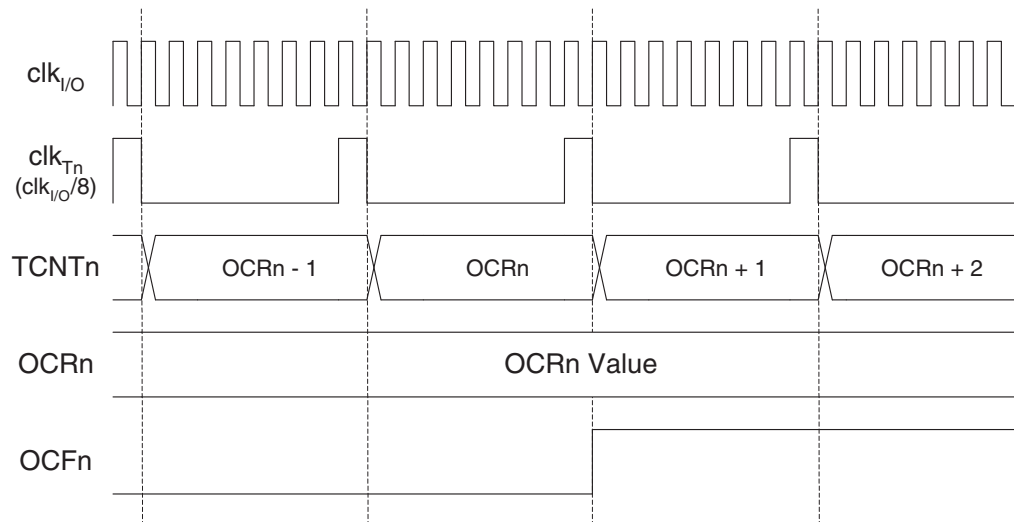 clkI/O
clkTn
(clkI/O/8)
TCNTn
OCRn - 1
OCRn
OCRn + 1
OCRn + 2
OCRn
OCRn Value
OCFn